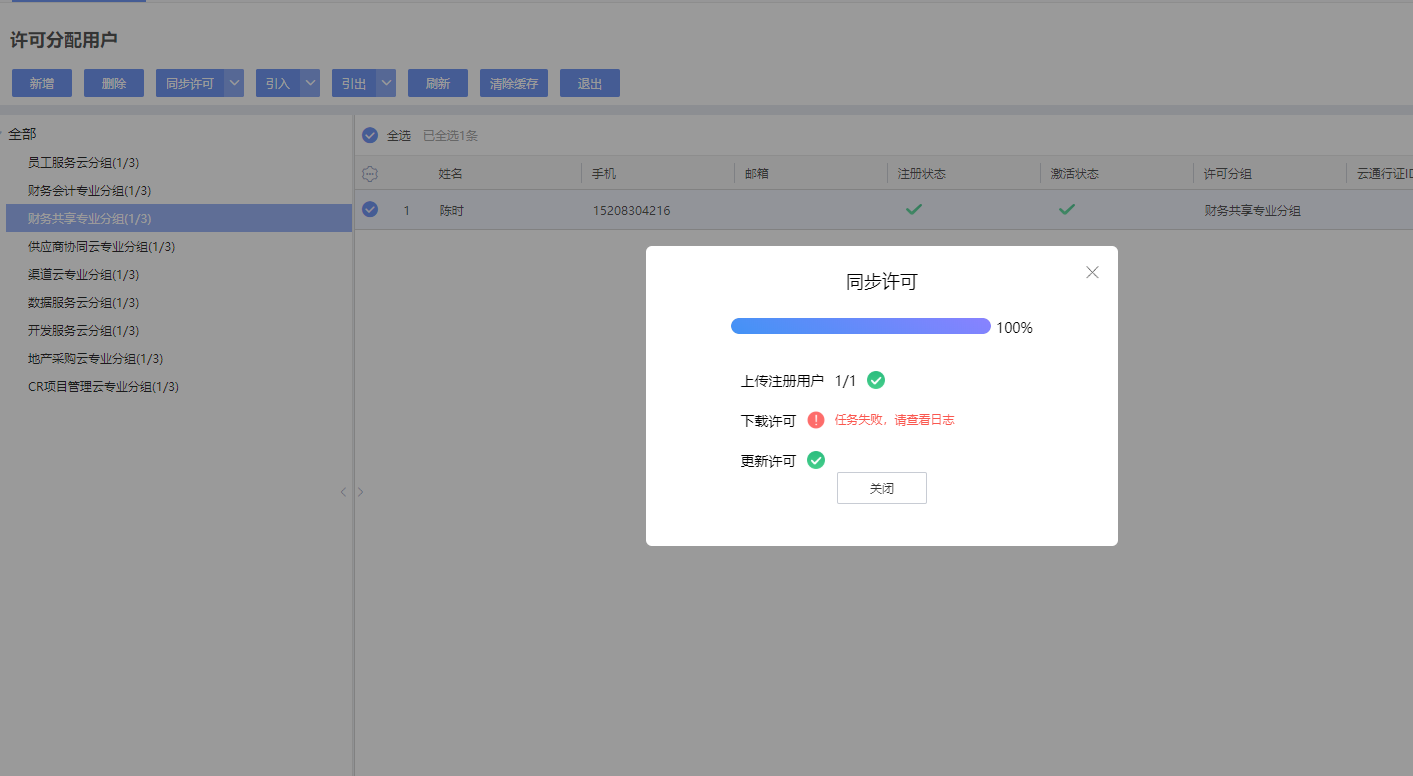 许可分配用户
新增 删除 同步许可 引入 引出 刷新 清除缓存 退出
全部
员工服务云分组(1/3)
财务会计专业分组(1/3)
财务共享专业分组(1/3)
供应商协同云专业分组(1/3)
渠道云专业分组(1/3)
数据服务云分组(1/3)
开发服务云分组(1/3)
地产采购云专业分组(1/3)
CR项目管理云专业分组(1/3)
全选 已全选1条
姓名 手机 邮箱 注册状态 激活状态 许可分组 云通行证ID
1 陈时 15208304216 财务共享专业分组
同步许可
100%
上传注册用户 1/1
下载许可 任务失败，请查看日志
更新许可
关闭